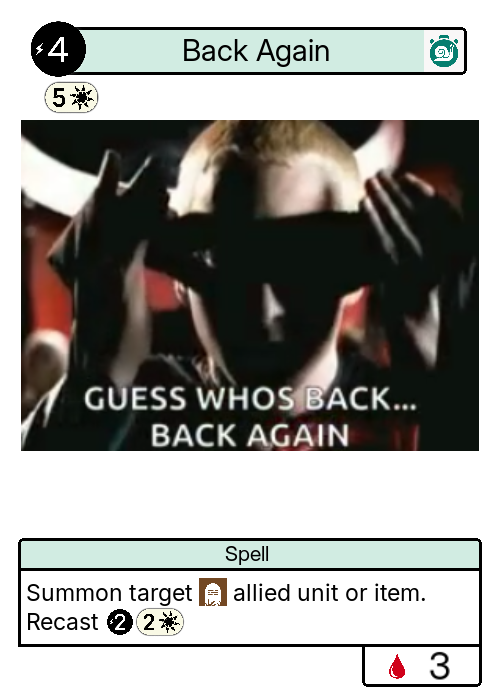 4
Back Again
5
GUESS WHOS BACK...
BACK AGAIN
Spell
Summon target allied unit or item.
Recast 2 2
3